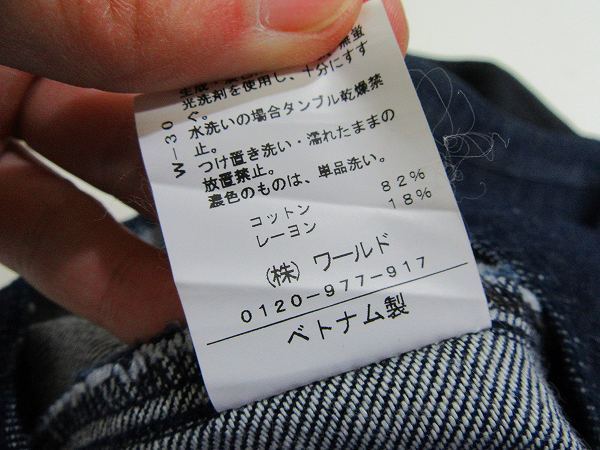 光洗剤を使用し、十分にすす
ぐ。
水洗いの場合タンブル乾燥禁
止。
つけ置き洗い・濡れたままの
放置禁止。
濃色のものは、単品洗い。
コットン 82%
レーヨン 18%
(株) ワールド
0120-977-917
ベトナム製
W-30